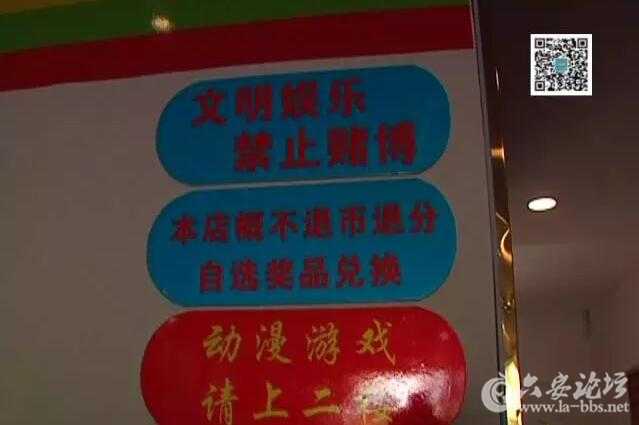 文明娱乐
禁止赌博
本店概不退币退分
自选奖品兑换
动漫游戏
请上二楼
六安论坛
www.la-bbs.net